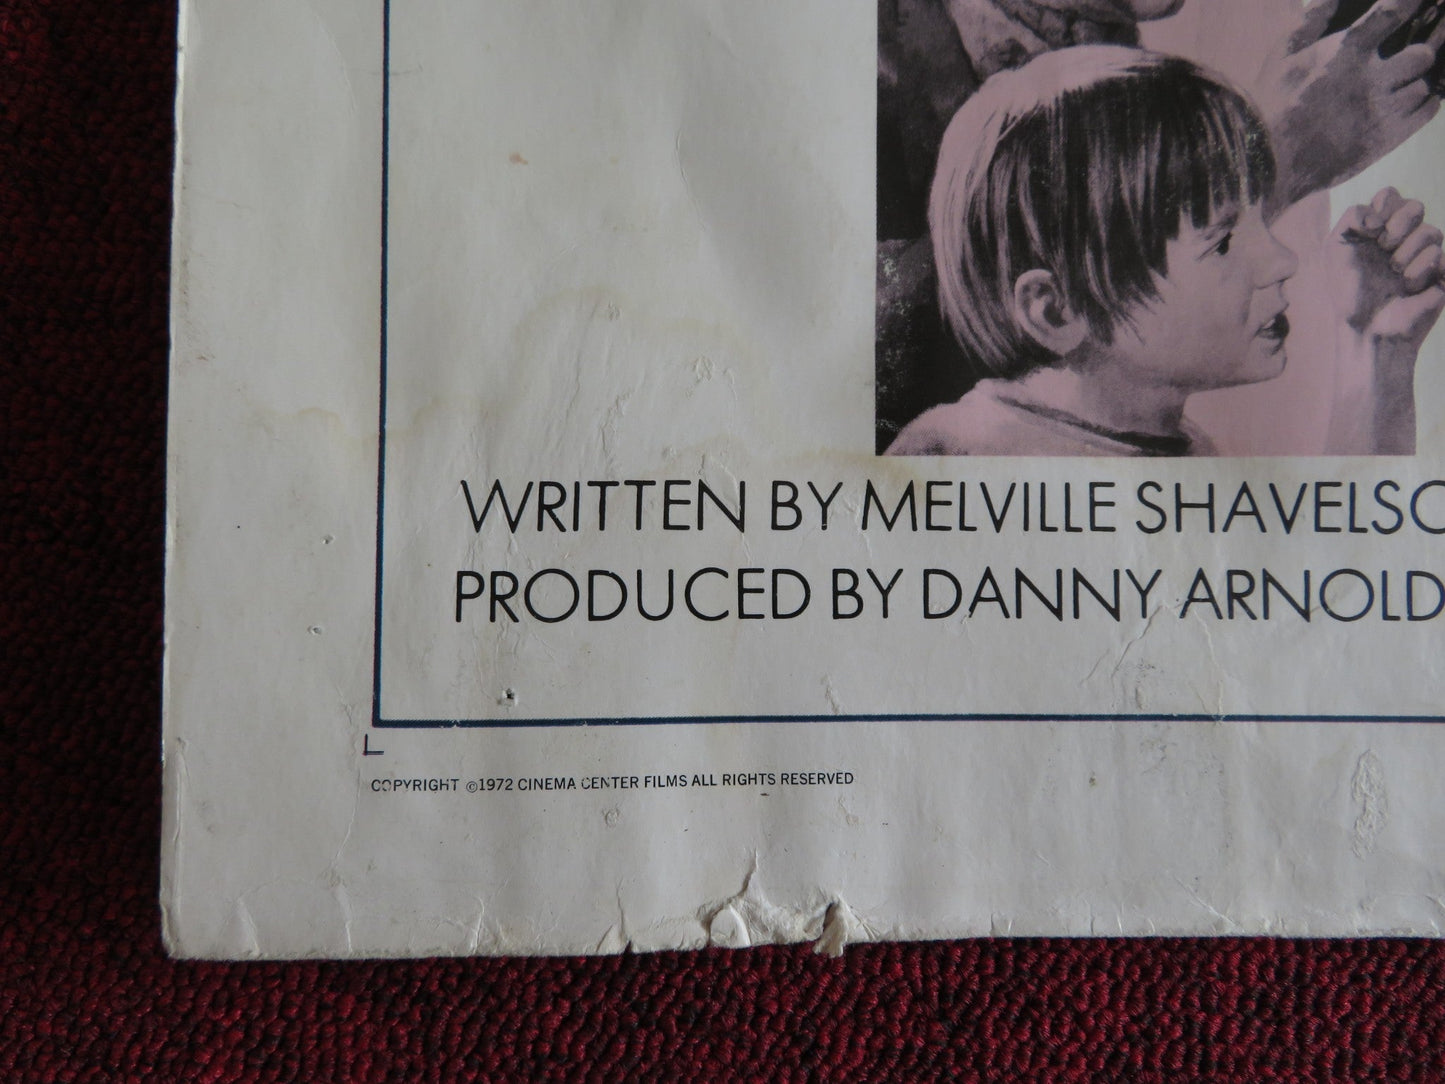 WRITTEN BY MELVILLE SHAVELSO
PRODUCED BY DANNY ARNOLD
COPYRIGHT ©1972 CINEMA CENTER FILMS ALL RIGHTS RESERVED